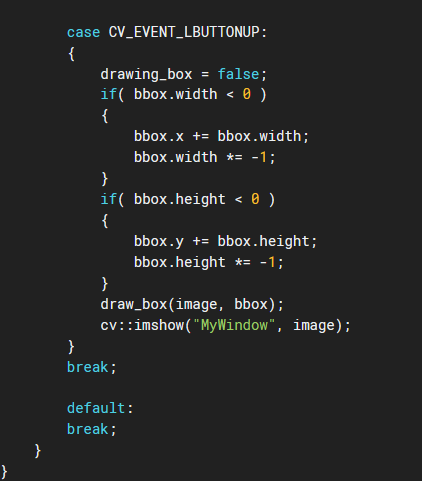 case CV_EVENT_LBUTTONUP:
{
drawing_box = false;
if( bbox.width < 0 )
{
bbox.x += bbox.width;
bbox.width *= -1;
}
if( bbox.height < 0 )
{
bbox.y += bbox.height;
bbox.height *= -1;
}
draw_box(image, bbox);
cv::imshow("MyWindow", image);
}
break;
default:
break;
}
}